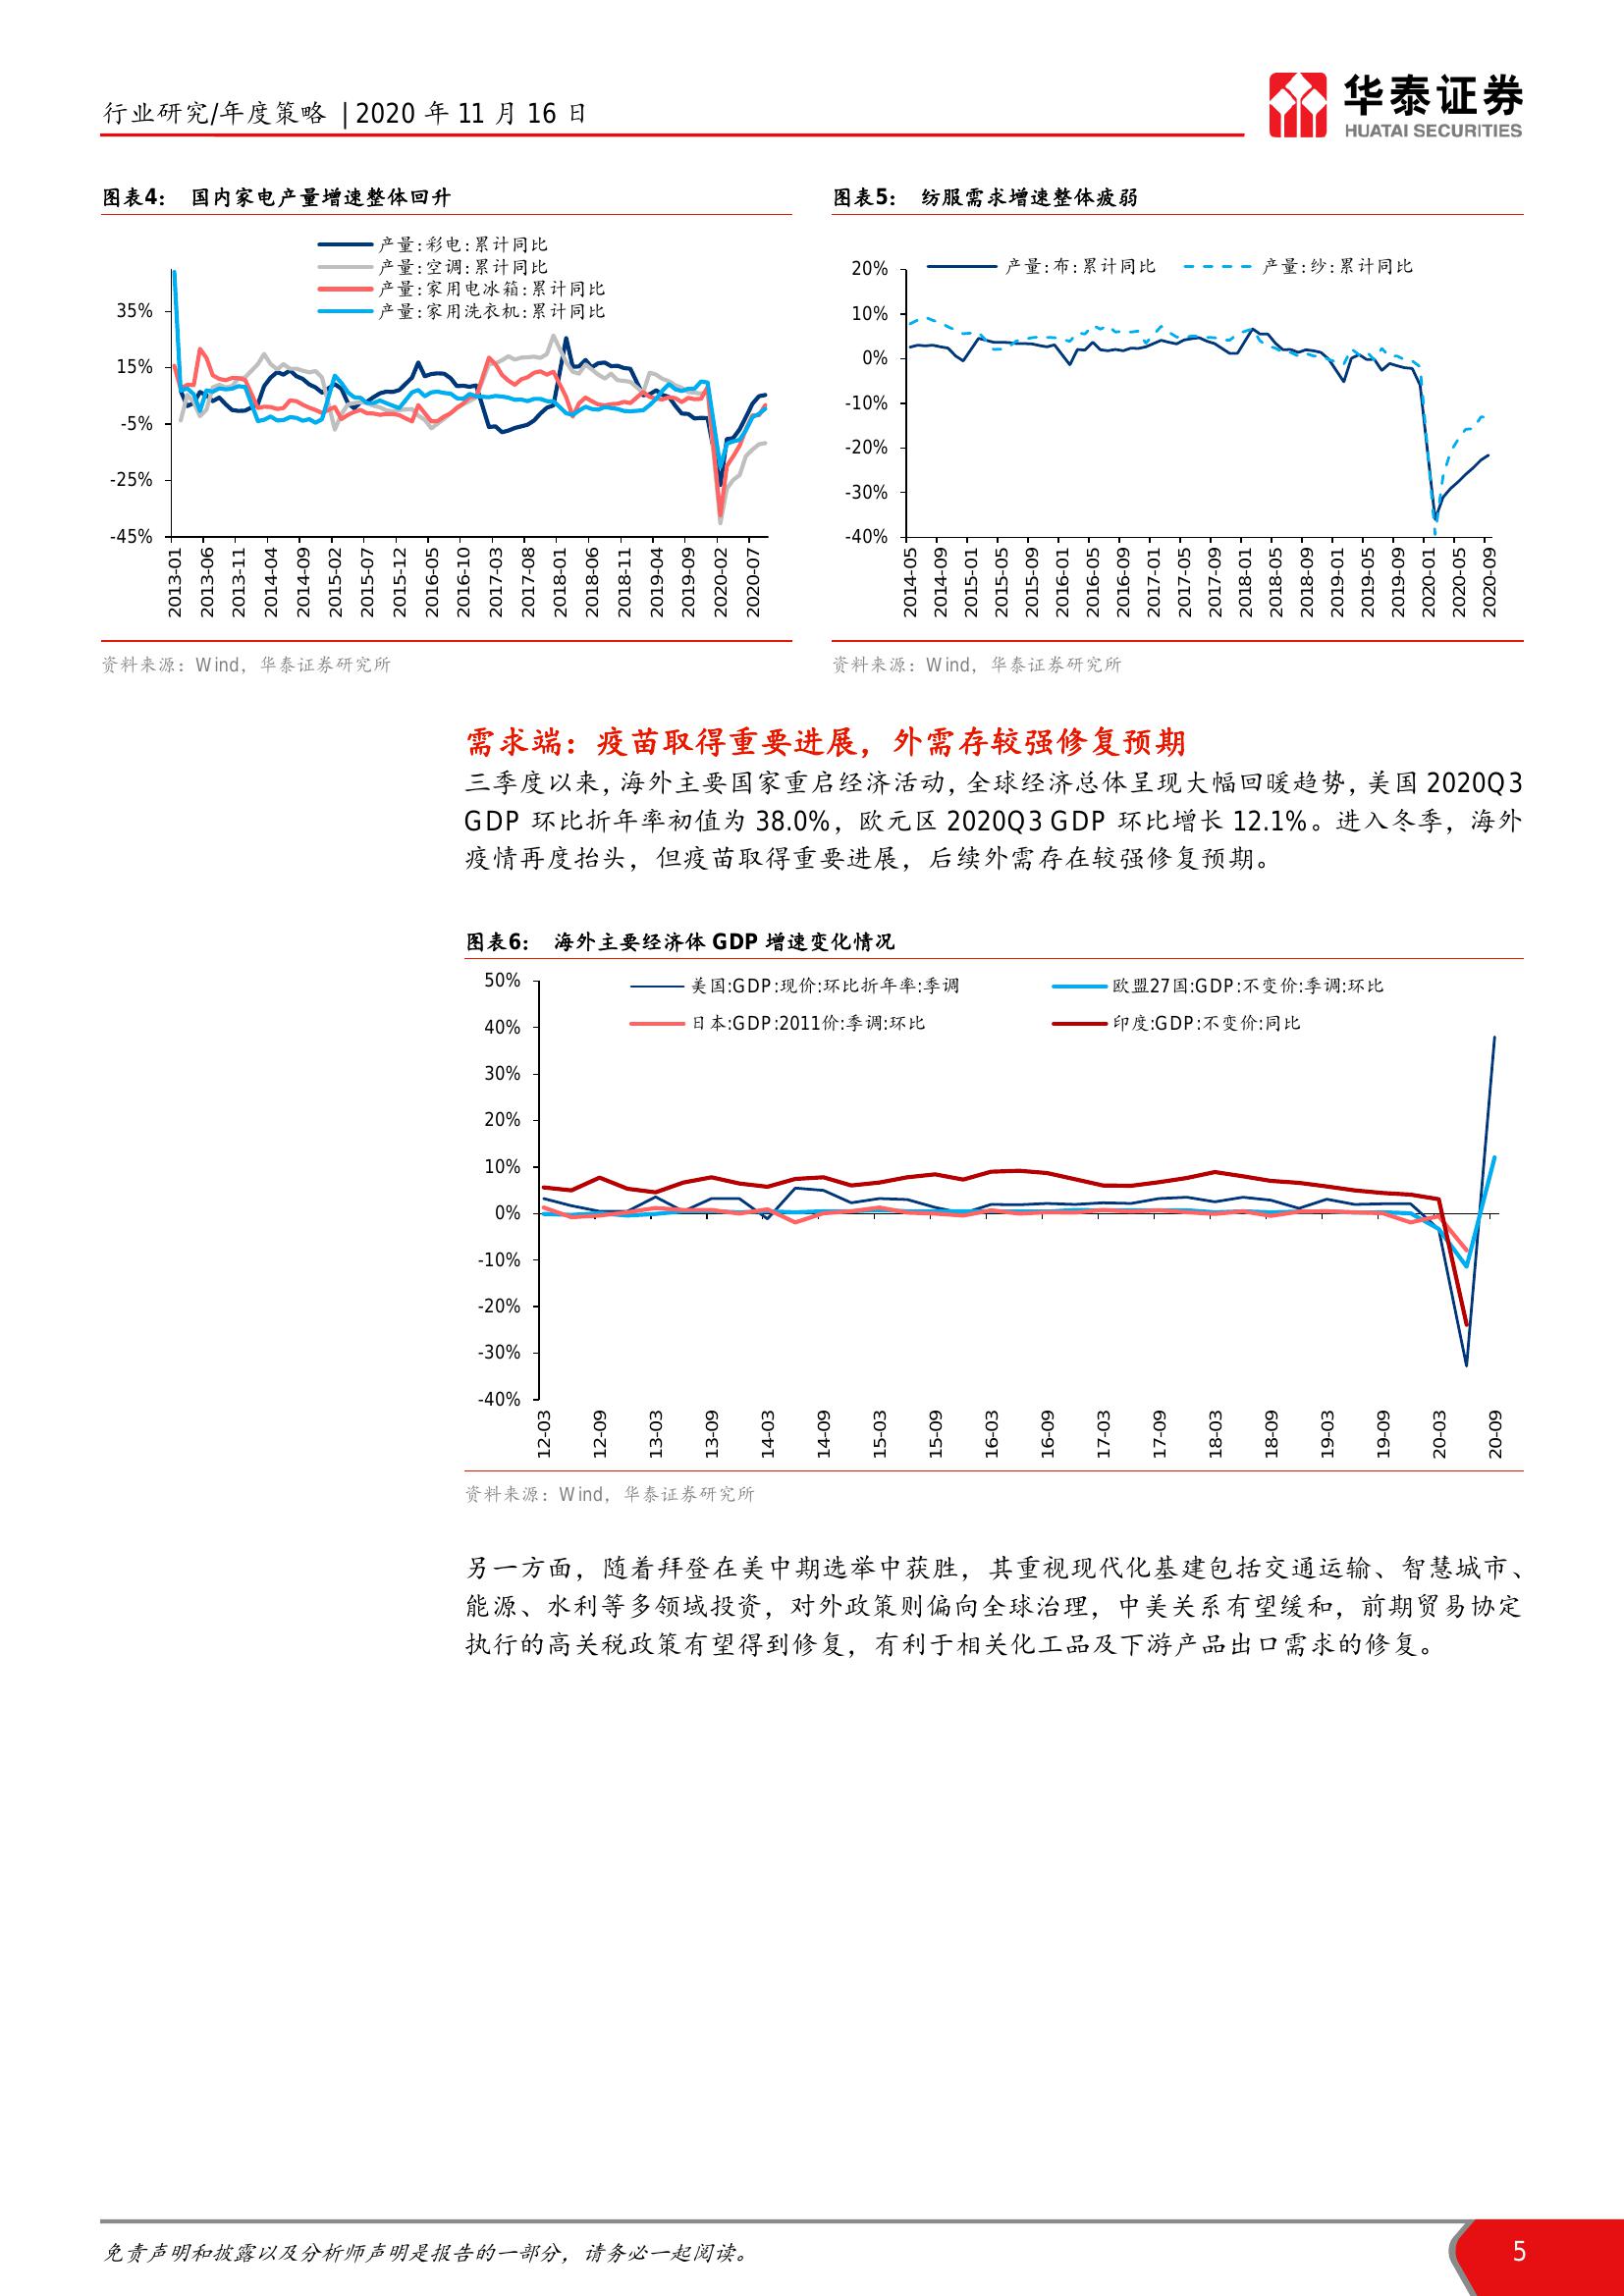 行业研究/年度策略 | 2020 年 11 月 16 日
华泰证券
HUATAI SECURITIES
图表4： 国内家电产量增速整体回升
产量:彩电:累计同比
产量:空调:累计同比
产量:家用电冰箱:累计同比
产量:家用洗衣机:累计同比
35%
15%
-5%
-25%
-45%
2013-01 2013-06 2013-11 2014-04 2014-09 2015-02 2015-07 2015-12 2016-05 2016-10 2017-03 2017-08 2018-01 2018-06 2018-11 2019-04 2019-09 2020-02 2020-07
资料来源：Wind，华泰证券研究所
图表5： 纺服需求增速整体疲弱
产量:布:累计同比 产量:纱:累计同比
20%
10%
0%
-10%
-20%
-30%
-40%
2014-05 2014-09 2015-01 2015-05 2015-09 2016-01 2016-05 2016-09 2017-01 2017-05 2017-09 2018-01 2018-05 2018-09 2019-01 2019-05 2019-09 2020-01 2020-05 2020-09
资料来源：Wind，华泰证券研究所
需求端：疫苗取得重要进展，外需存较强修复预期
三季度以来，海外主要国家重启经济活动，全球经济总体呈现大幅回暖趋势，美国 2020Q3
GDP 环比折年率初值为 38.0%，欧元区 2020Q3 GDP 环比增长 12.1%。进入冬季，海外
疫情再度抬头，但疫苗取得重要进展，后续外需存在较强修复预期。
图表6： 海外主要经济体 GDP 增速变化情况
美国:GDP:现价:环比折年率:季调 欧盟27国:GDP:不变价:季调:环比
日本:GDP:2011价:季调:环比 印度:GDP:不变价:同比
50%
40%
30%
20%
10%
0%
-10%
-20%
-30%
-40%
12-03 12-09 13-03 13-09 14-03 14-09 15-03 15-09 16-03 16-09 17-03 17-09 18-03 18-09 19-03 19-09 20-03 20-09
资料来源：Wind，华泰证券研究所
另一方面，随着拜登在美中期选举中获胜，其重视现代化基建包括交通运输、智慧城市、
能源、水利等多领域投资，对外政策则偏向全球治理，中美关系有望缓和，前期贸易协定
执行的高关税政策有望得到修复，有利于相关化工品及下游产品出口需求的修复。
免责声明和披露以及分析师声明是报告的一部分，请务必一起阅读。
5